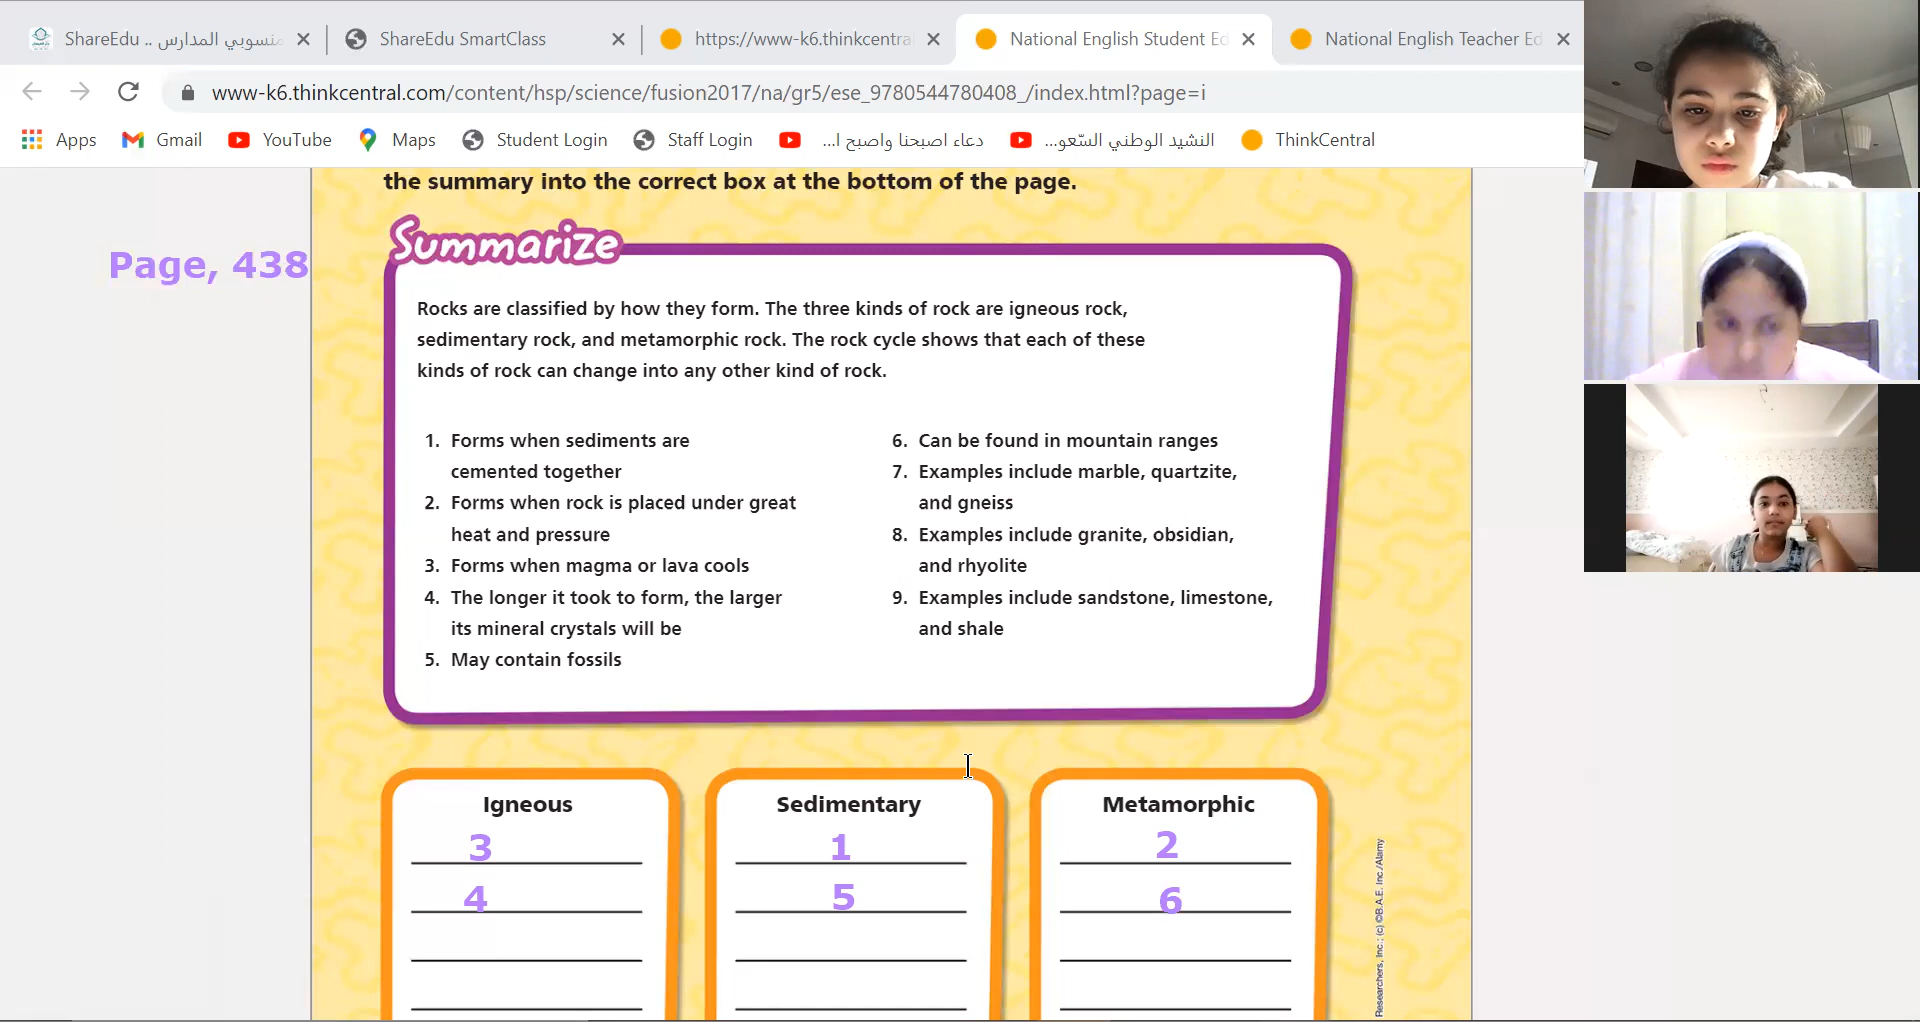 ShareEdu .. منسوبي المدارس
ShareEdu SmartClass
https://www-k6.thinkcentral
National English Student Ed
National English Teacher Ed
www-k6.thinkcentral.com/content/hsp/science/fusion2017/na/gr5/ese_9780544780408_/index.html?page=i
Apps
Gmail
YouTube
Maps
Student Login
Staff Login
دعاء اصبحنا واصبح ا...
النشيد الوطني السّعو...
ThinkCentral
the summary into the correct box at the bottom of the page.
Page, 438
Summarize
Rocks are classified by how they form. The three kinds of rock are igneous rock,
sedimentary rock, and metamorphic rock. The rock cycle shows that each of these
kinds of rock can change into any other kind of rock.
1. Forms when sediments are
cemented together
2. Forms when rock is placed under great
heat and pressure
3. Forms when magma or lava cools
4. The longer it took to form, the larger
its mineral crystals will be
5. May contain fossils
6. Can be found in mountain ranges
7. Examples include marble, quartzite,
and gneiss
8. Examples include granite, obsidian,
and rhyolite
9. Examples include sandstone, limestone,
and shale
Igneous
3
4
Sedimentary
1
5
Metamorphic
2
6
Researchers, Inc.; (c) ©B.A.E. Inc./Alamy